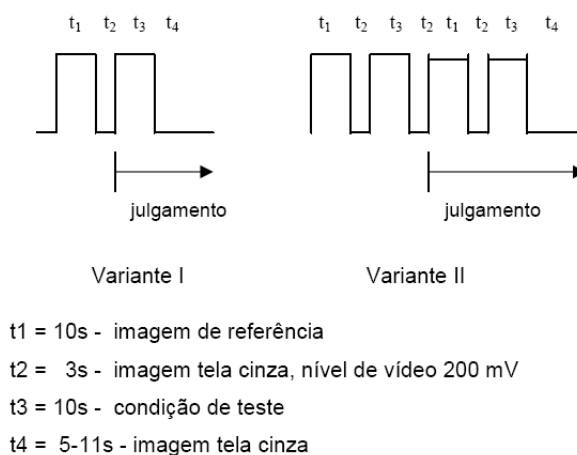 t1 t2 t3 t4 t1 t2 t3 t2 t1 t2 t3 t4
julgamento julgamento
Variante I Variante II
t1 = 10s - imagem de referência
t2 = 3s - imagem tela cinza, nível de vídeo 200 mV
t3 = 10s - condição de teste
t4 = 5-11s - imagem tela cinza